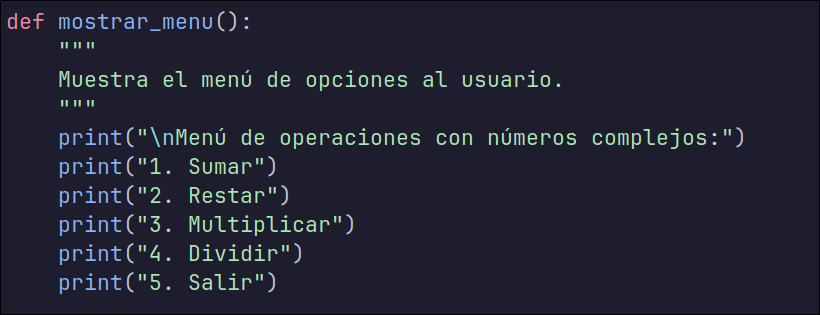 def mostrar_menu():
    """
    Muestra el menú de opciones al usuario.
    """
    print("\nMenú de operaciones con números complejos:")
    print("1. Sumar")
    print("2. Restar")
    print("3. Multiplicar")
    print("4. Dividir")
    print("5. Salir")